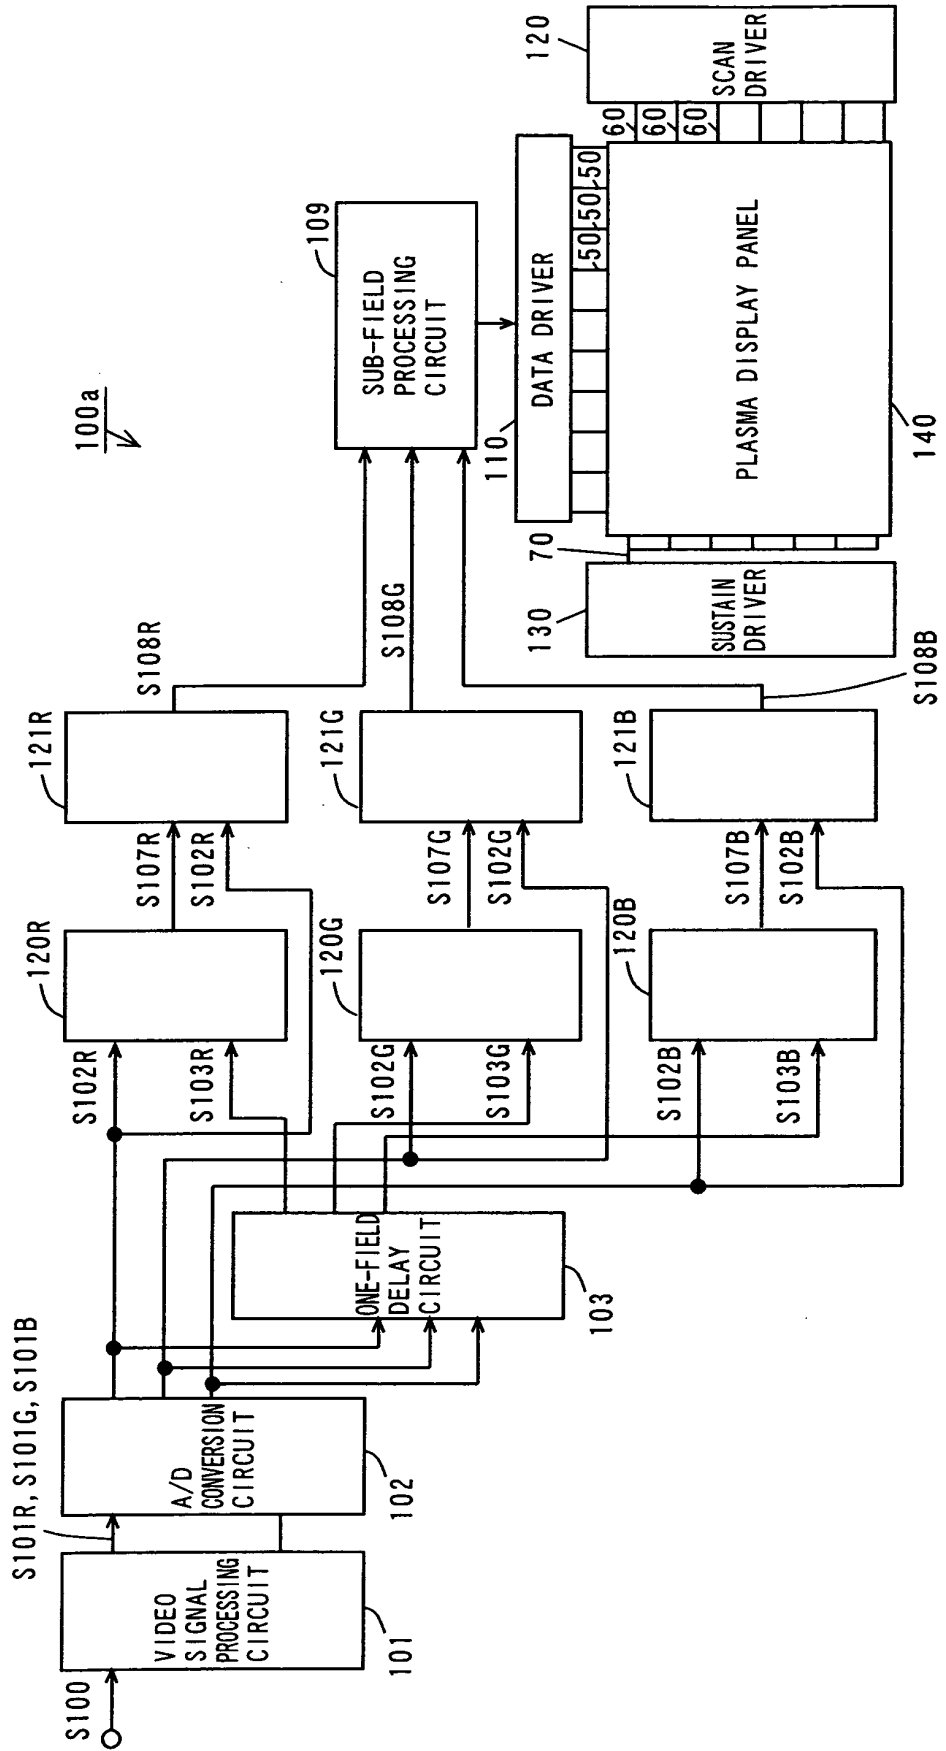 100a
S100
VIDEO
SIGNAL
PROCESSING
CIRCUIT
101
S101R, S101G, S101B
A/D
CONVERSION
CIRCUIT
102
ONE-FIELD
DELAY
CIRCUIT
103
S102R
S103R
120R
S107R
S102R
121R
S108R
S102G
S103G
120G
S107G
S102G
121G
S108G
S102B
S103B
120B
S107B
S102B
121B
S108B
109
SUB-FIELD
PROCESSING
CIRCUIT
110
DATA DRIVER
50
50
50
120
SCAN
DRIVER
60
60
60
PLASMA DISPLAY PANEL
140
70
130
SUSTAIN
DRIVER